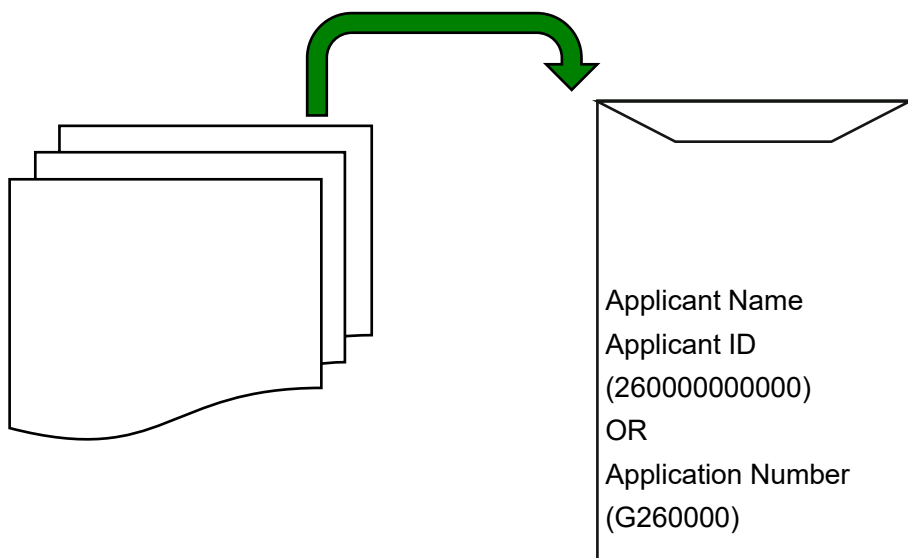 Applicant Name
Applicant ID
(260000000000)
OR
Application Number
(G260000)